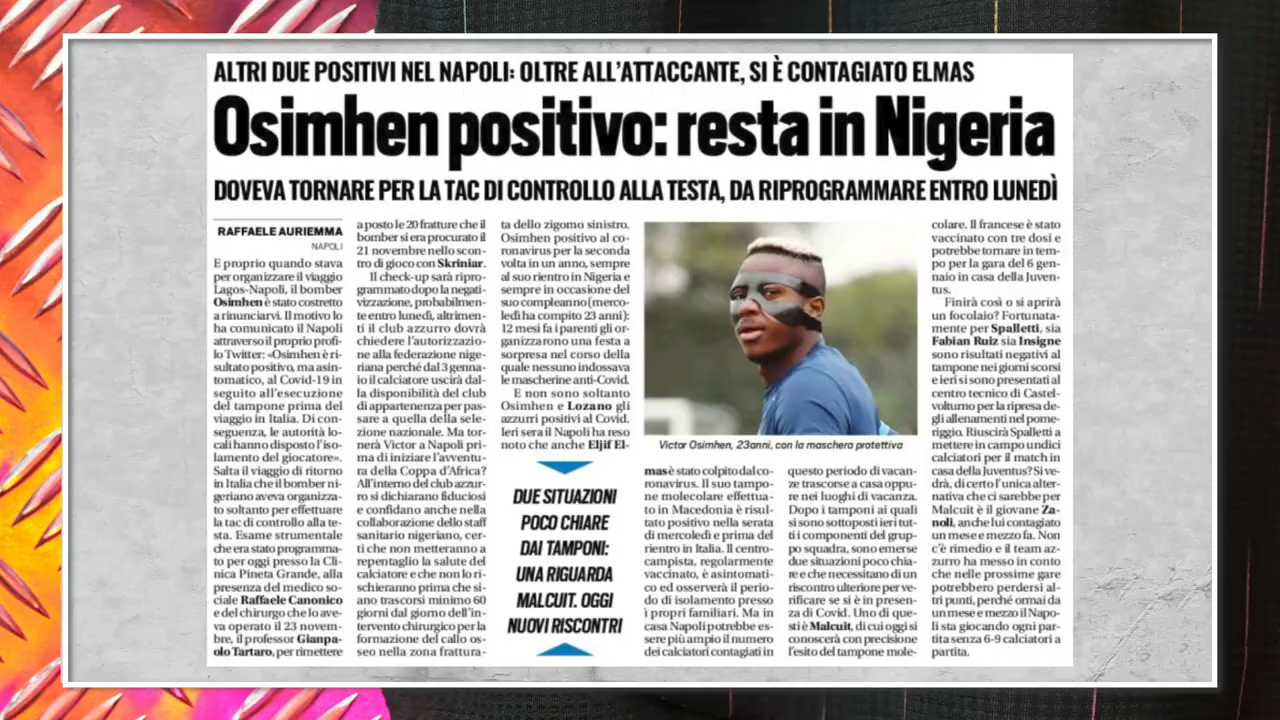 ALTRI DUE POSITIVI NEL NAPOLI: OLTRE ALL'ATTACCANTE, SI È CONTAGIATO ELMAS
Osimhen positivo: resta in Nigeria
DOVEVA TORNARE PER LA TAC DI CONTROLLO ALLA TESTA, DA RIPROGRAMMARE ENTRO LUNEDÌ
RAFFAELE AURIEMMA
NAPOLI
E proprio quando stava
per organizzare il viaggio
Lagos-Napoli, il bomber
Osimhen è stato costretto
a rinunciarvi. Il motivo lo
ha comunicato il Napoli
attraverso il proprio profi-
lo Twitter: «Osimhen è ri-
sultato positivo, ma asin-
tomatico, al Covid-19 in
seguito all'esecuzione
del tampone prima del
viaggio in Italia. Di con-
seguenza, le autorità lo-
cali hanno disposto l'iso-
lamento del giocatore».
Salta il viaggio di ritorno
in Italia che il bomber ni-
geriano aveva organizza-
to soltanto per effettuare
la tac di controllo alla te-
sta. Esame strumentale
che era stato programma-
to per oggi presso la Cli-
nica Pineta Grande, alla
presenza del medico so-
ciale Raffaele Canonico
e del chirurgo che lo ave-
va operato il 23 novem-
bre, il professor Gianpa-
olo Tartaro, per rimettere
a posto le 20 fratture che il
bomber si era procurato il
21 novembre nello scon-
tro di gioco con Skriniar.
Il check-up sarà ripro-
grammato dopo la negati-
vizzazione, probabilmen-
te entro lunedì, altrimen-
ti il club azzurro dovrà
chiedere l'autorizzazio-
ne alla federazione nige-
riana perché dal 3 genna-
io il calciatore uscirà dal-
la disponibilità del club
di appartenenza per pas-
sare a quella della sele-
zione nazionale. Ma tor-
nerà Victor a Napoli pri-
ma di iniziare l'avventu-
ra della Coppa d'Africa?
All'interno del club azzur-
ro si dichiarano fiduciosi
e confidano anche nella
collaborazione dello staff
sanitario nigeriano, cer-
ti che non metteranno a
repentaglio la salute del
calciatore e che non lo ri-
schieranno prima che si-
ano trascorsi minimo 60
giorni dal giorno dell'in-
tervento chirurgico per la
formazione del callo os-
seo nella zona frattura-
ta dello zigomo sinistro.
Osimhen positivo al co-
ronavirus per la seconda
volta in un anno, sempre
al suo rientro in Nigeria e
sempre in occasione del
suo compleanno (merco-
ledì ha compito 23 anni):
12 mesi fa i parenti gli or-
ganizzarono una festa a
sorpresa nel corso della
quale nessuno indossava
le mascherine anti-Covid.
E non sono soltanto
Osimhen e Lozano gli
azzurri positivi al Covid.
Ieri sera il Napoli ha reso
noto che anche Eljif El-
DUE SITUAZIONI
POCO CHIARE
DAI TAMPONI:
UNA RIGUARDA
MALCUIT. OGGI
NUOVI RISCONTRI
Victor Osimhen, 23anni, con la maschera protettiva
mas è stato colpito dal co-
ronavirus. Il suo tampo-
ne molecolare effettua-
to in Macedonia è risul-
tato positivo nella serata
di mercoledì e prima del
rientro in Italia. Il centro-
campista, regolarmente
vaccinato, è asintomati-
co ed osserverà il perio-
do di isolamento presso
i propri familiari. Ma in
casa Napoli potrebbe es-
sere più ampio il numero
dei calciatori contagiati in
questo periodo di vacan-
ze trascorse a casa oppu-
re nei luoghi di vacanza.
Dopo i tamponi ai quali
si sono sottoposti ieri tut-
ti i componenti del grup-
po squadra, sono emerse
due situazioni poco chia-
re e che necessitano di un
riscontro ulteriore per ve-
rificare se si è in presen-
za di Covid. Uno di que-
sti è Malcuit, di cui oggi si
conoscerà con precisione
l'esito del tampone mole-
colare. Il francese è stato
vaccinato con tre dosi e
potrebbe tornare in tem-
po per la gara del 6 gen-
naio in casa della Juven-
tus.
Finirà così o si aprirà
un focolaio? Fortunata-
mente per Spalletti, sia
Fabian Ruiz sia Insigne
sono risultati negativi al
tampone nei giorni scorsi
e ieri si sono presentati al
centro tecnico di Castel-
volturno per la ripresa de-
gli allenamenti nel pome-
riggio. Riuscirà Spalletti a
mettere in campo undici
calciatori per il match in
casa della Juventus? Si ve-
drà, di certo l'unica alter-
nativa che ci sarebbe per
Malcuit è il giovane Za-
noli, anche lui contagiato
un mese e mezzo fa. Non
c'è rimedio e il team az-
zurro ha messo in conto
che nelle prossime gare
potrebbero perdersi al-
tri punti, perché ormai da
un mese e mezzo il Napo-
li sta giocando ogni par-
tita senza 6-9 calciatori a
partita.